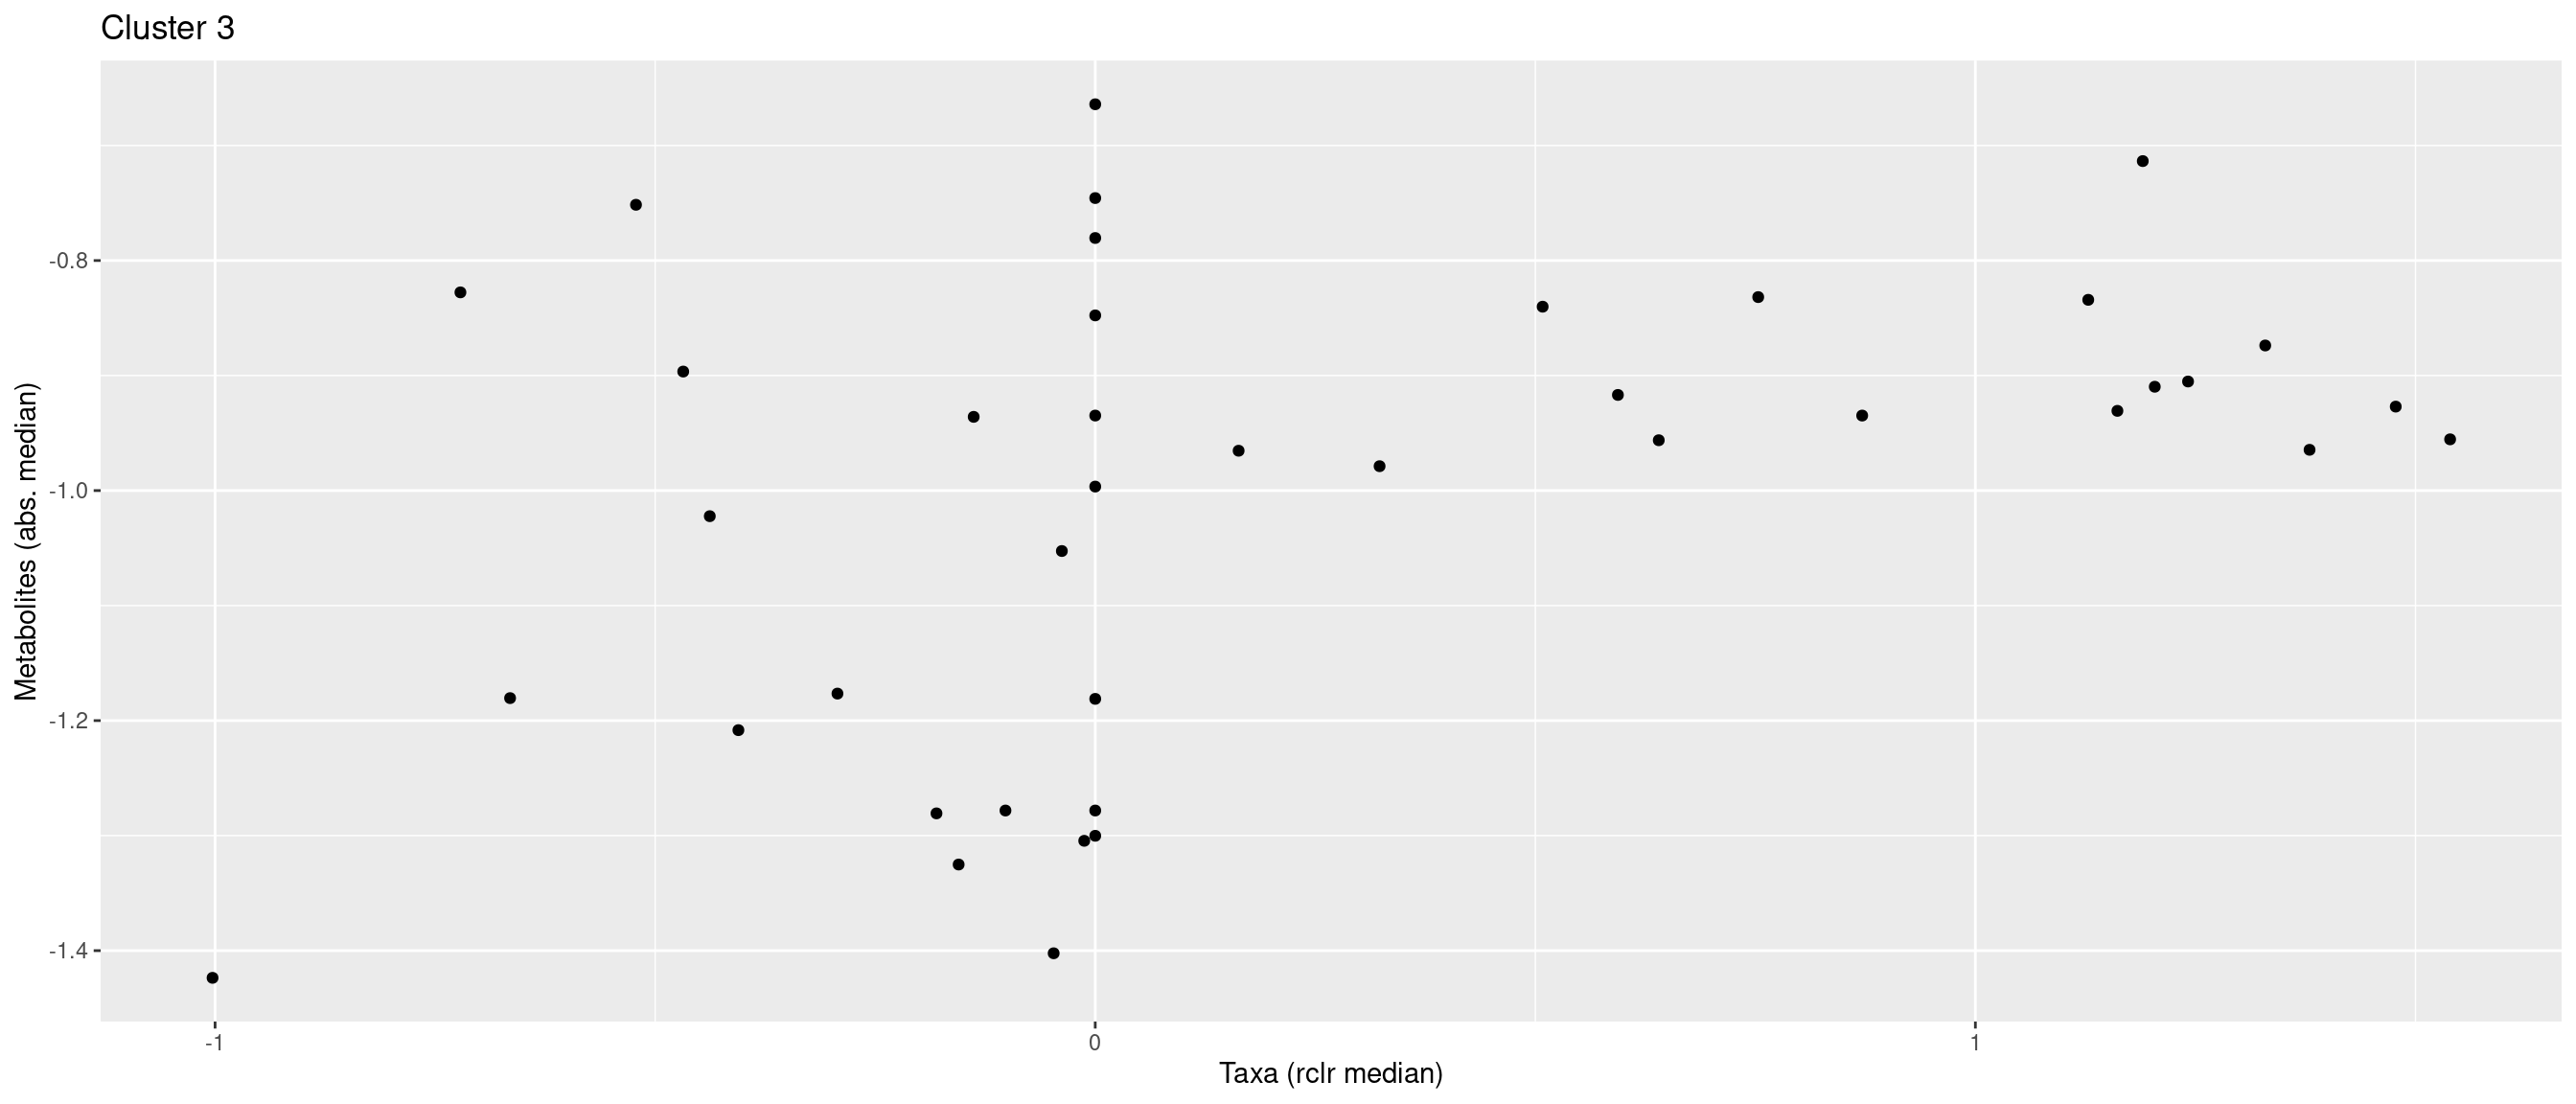 Cluster 3
Metabolites (abs. median)
-0.8
-1.0
-1.2
-1.4
-1
0
1
Taxa (rclr median)